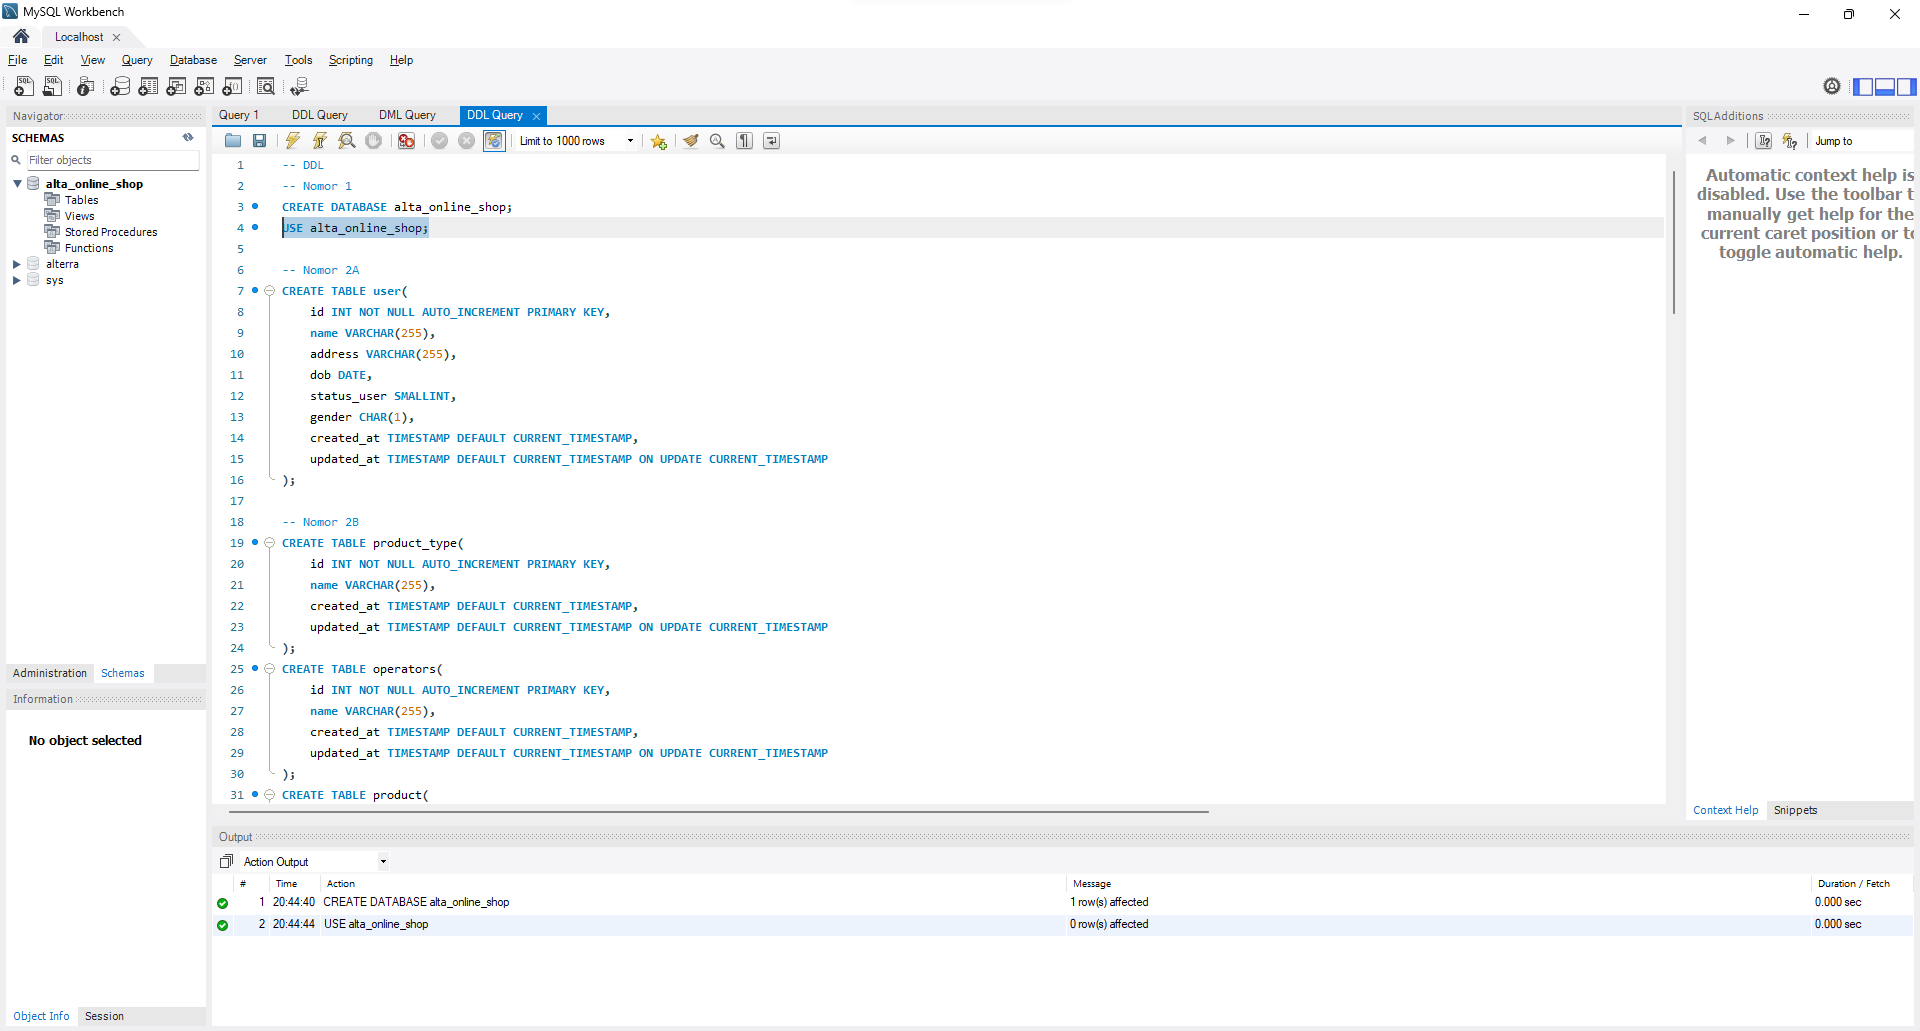 MySQL Workbench
Localhost
File Edit View Query Database Server Tools Scripting Help
Navigator
SCHEMAS
Filter objects
alta_online_shop
Tables
Views
Stored Procedures
Functions
alterra
sys
Administration Schemas
Information
No object selected
Object Info Session
Query 1 DDL Query DML Query DDL Query
Limit to 1000 rows
1 -- DDL
2 -- Nomor 1
3 CREATE DATABASE alta_online_shop;
4 USE alta_online_shop;
5
6 -- Nomor 2A
7 CREATE TABLE user(
8 id INT NOT NULL AUTO_INCREMENT PRIMARY KEY,
9 name VARCHAR(255),
10 address VARCHAR(255),
11 dob DATE,
12 status_user SMALLINT,
13 gender CHAR(1),
14 created_at TIMESTAMP DEFAULT CURRENT_TIMESTAMP,
15 updated_at TIMESTAMP DEFAULT CURRENT_TIMESTAMP ON UPDATE CURRENT_TIMESTAMP
16 );
17
18 -- Nomor 2B
19 CREATE TABLE product_type(
20 id INT NOT NULL AUTO_INCREMENT PRIMARY KEY,
21 name VARCHAR(255),
22 created_at TIMESTAMP DEFAULT CURRENT_TIMESTAMP,
23 updated_at TIMESTAMP DEFAULT CURRENT_TIMESTAMP ON UPDATE CURRENT_TIMESTAMP
24 );
25 CREATE TABLE operators(
26 id INT NOT NULL AUTO_INCREMENT PRIMARY KEY,
27 name VARCHAR(255),
28 created_at TIMESTAMP DEFAULT CURRENT_TIMESTAMP,
29 updated_at TIMESTAMP DEFAULT CURRENT_TIMESTAMP ON UPDATE CURRENT_TIMESTAMP
30 );
31 CREATE TABLE product(
SQLAdditions
Jump to
Automatic context help is
disabled. Use the toolbar t
manually get help for the
current caret position or to
toggle automatic help.
Context Help Snippets
Output
Action Output
# Time Action Message Duration / Fetch
1 20:44:40 CREATE DATABASE alta_online_shop 1 row(s) affected 0.000 sec
2 20:44:44 USE alta_online_shop 0 row(s) affected 0.000 sec